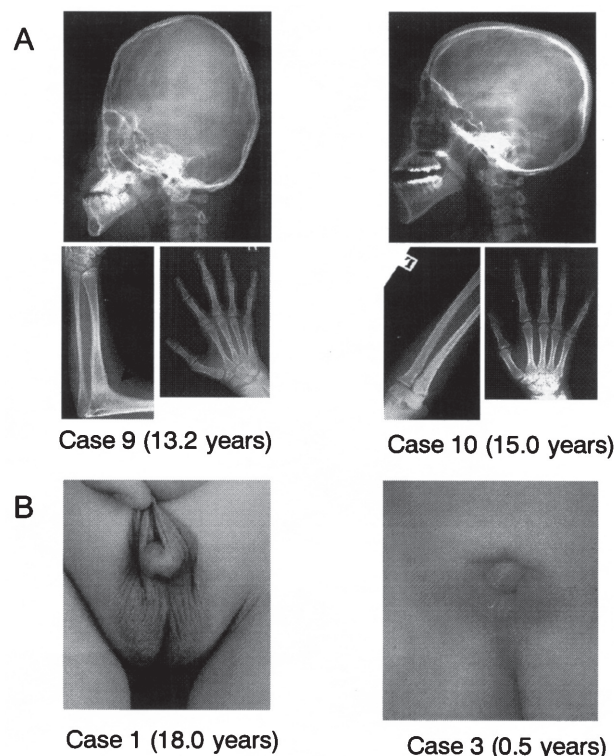 A
Case 9 (13.2 years)
Case 10 (15.0 years)
B
Case 1 (18.0 years)
Case 3 (0.5 years)